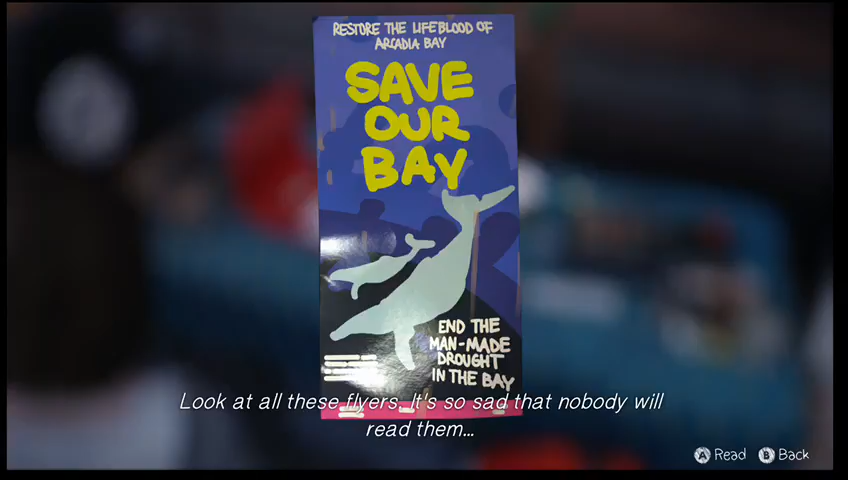 RESTORE THE LIFEBLOOD OF
ARCADIA BAY
SAVE
OUR
BAY
END THE
MAN-MADE
DROUGHT
IN THE BAY
Look at all these flyers. It's so sad that nobody will
read them...
A Read B Back